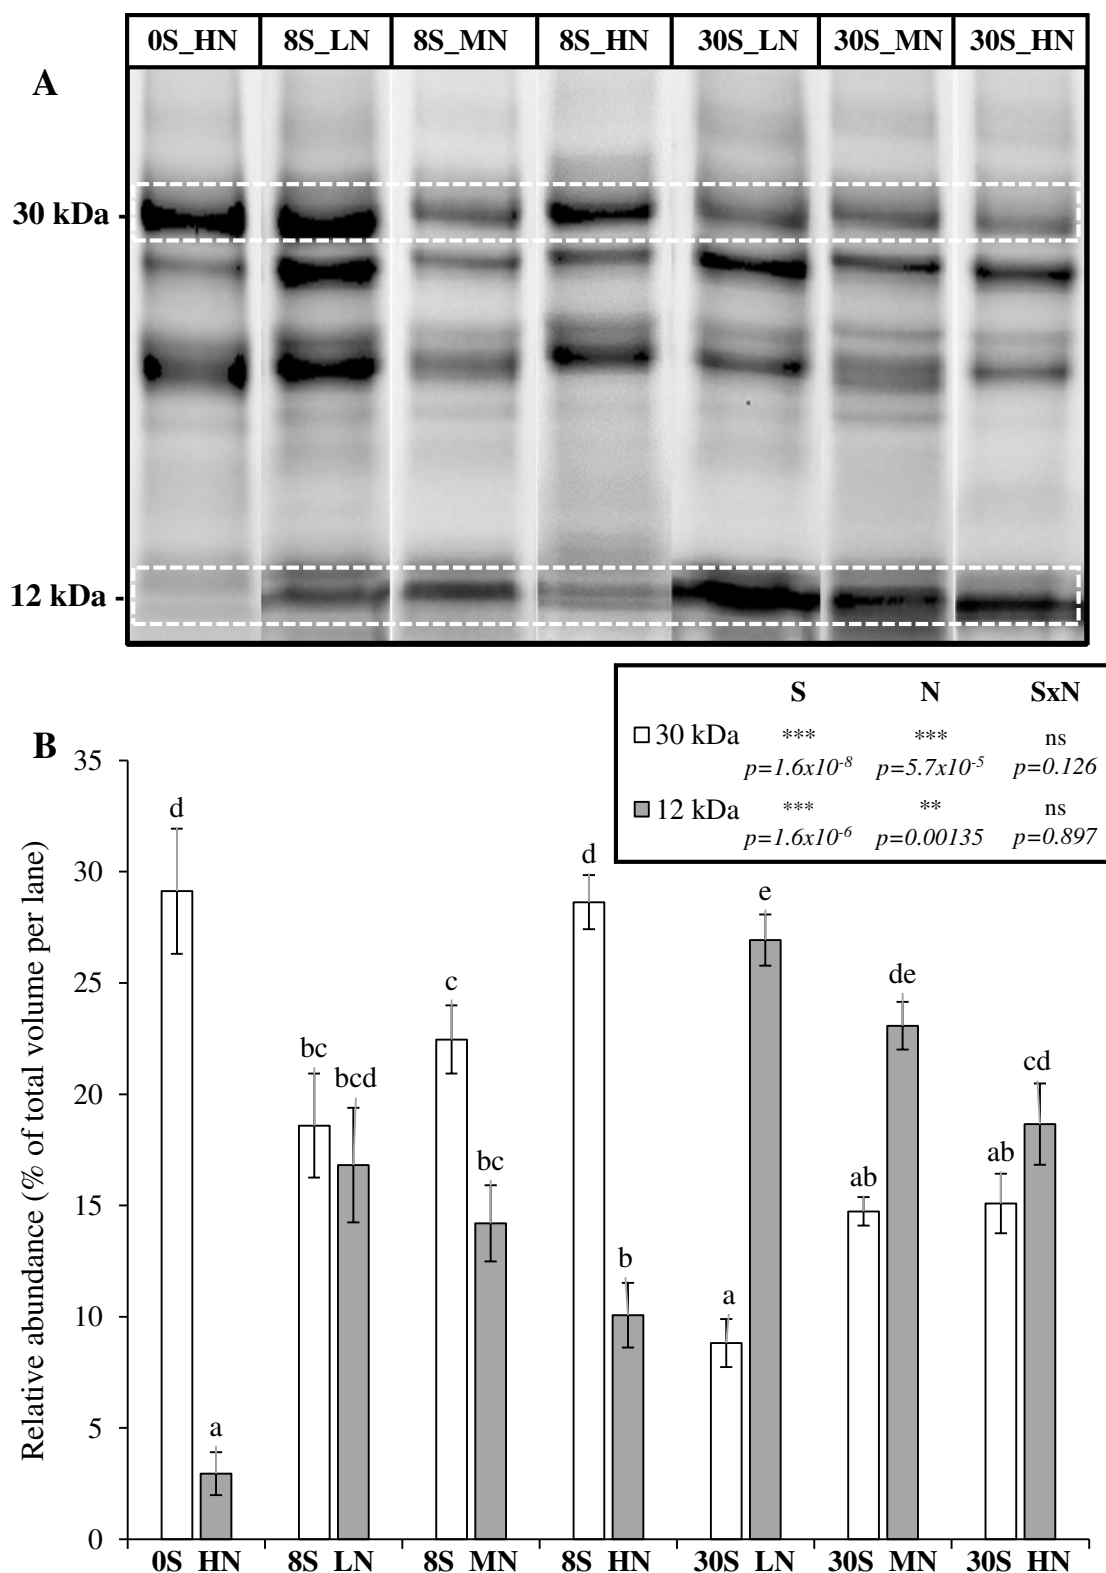 0S_HN 8S_LN 8S_MN 8S_HN 30S_LN 30S_MN 30S_HN
A
30 kDa
12 kDa
S N SxN
30 kDa *** *** ns
p=1.6x10-8 p=5.7x10-5 p=0.126
12 kDa *** ** ns
p=1.6x10-6 p=0.00135 p=0.897
B
Relative abundance (% of total volume per lane)
35
30
25
20
15
10
5
0
d
a
bc
bcd
c
bc
d
b
a
e
ab
de
ab
cd
0S HN 8S LN 8S MN 8S HN 30S LN 30S MN 30S HN